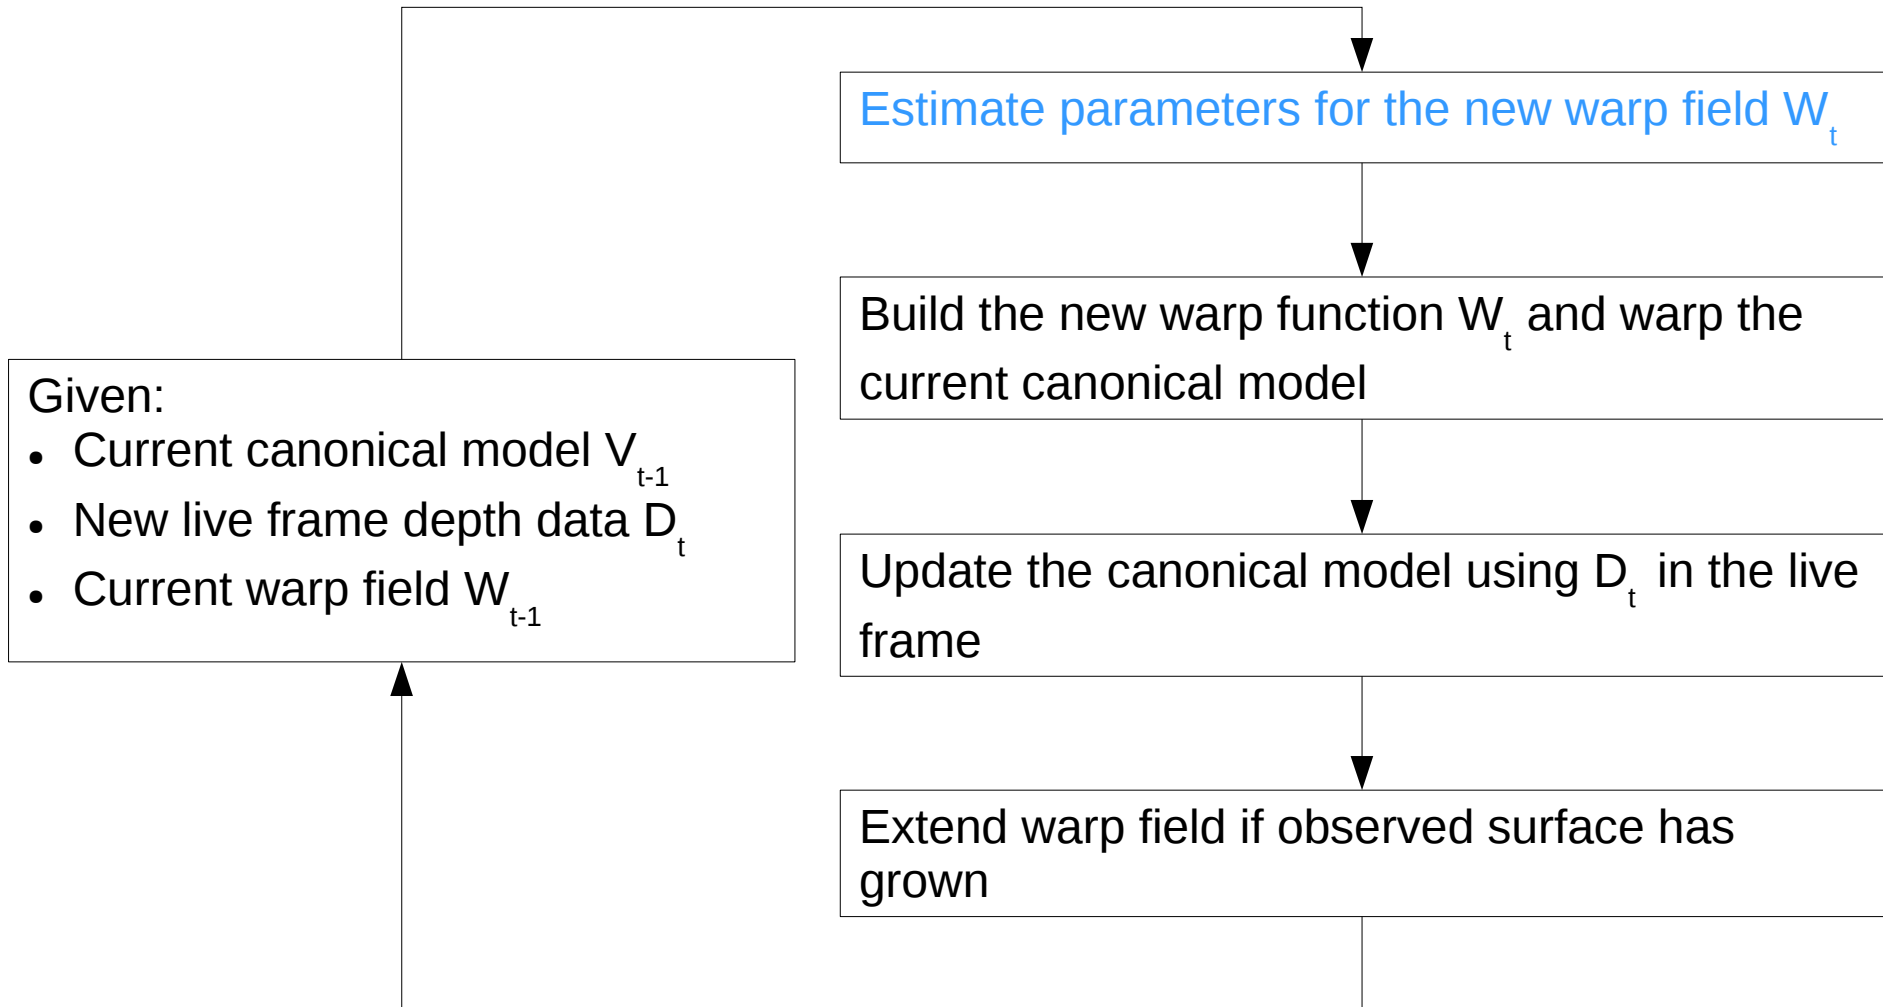 Estimate parameters for the new warp field Wₜ
Build the new warp function Wₜ and warp the
current canonical model
Given:
• Current canonical model Vₜ₋₁
• New live frame depth data Dₜ
• Current warp field Wₜ₋₁
Update the canonical model using Dₜ in the live
frame
Extend warp field if observed surface has
grown